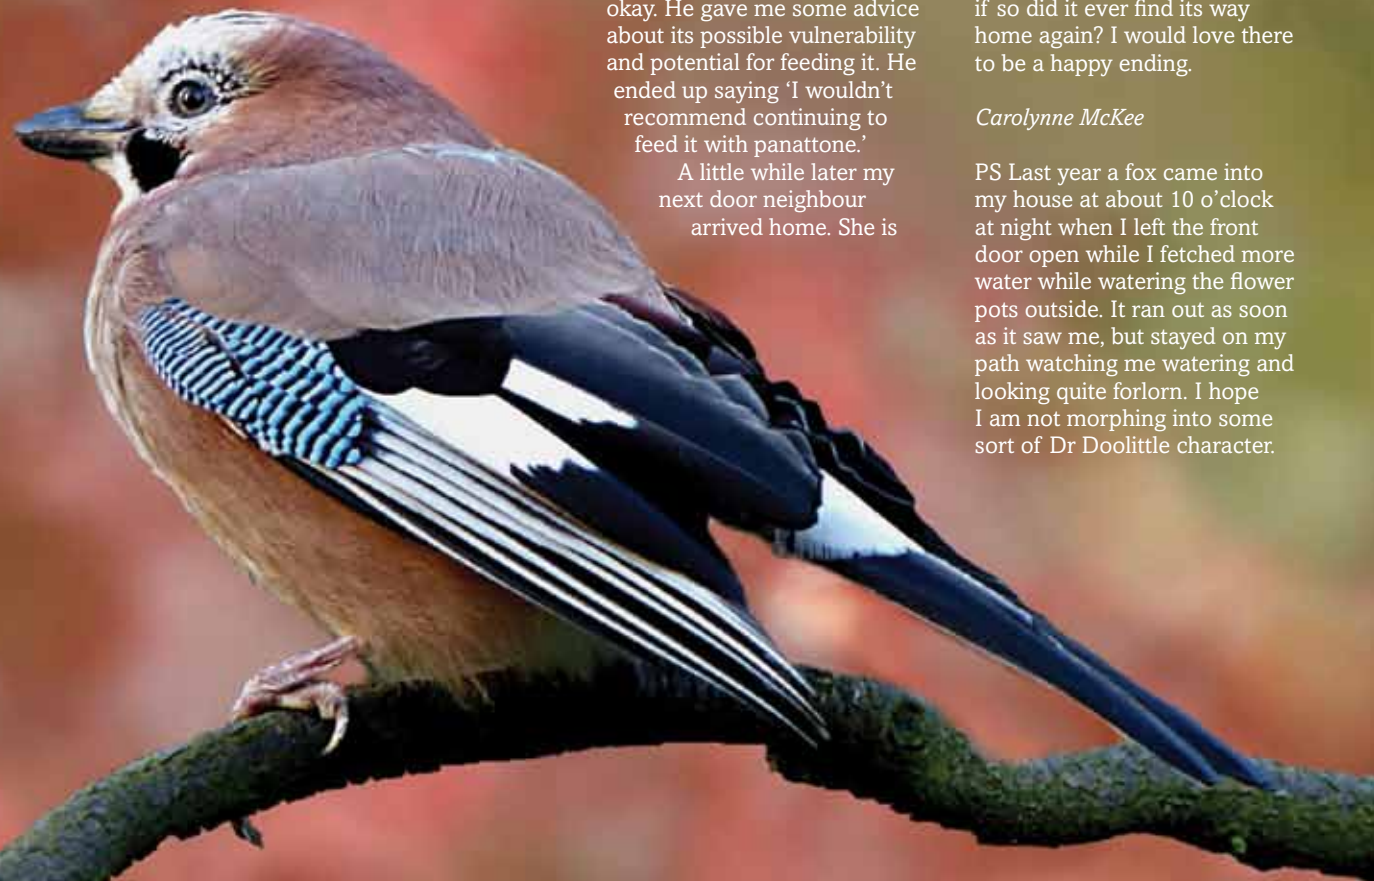 okay. He gave me some advice
about its possible vulnerability
and potential for feeding it. He
ended up saying ‘I wouldn’t
recommend continuing to
feed it with panattone.’
A little while later my
next door neighbour
arrived home. She is
if so did it ever find its way
home again? I would love there
to be a happy ending.
Carolynne McKee
PS Last year a fox came into
my house at about 10 o’clock
at night when I left the front
door open while I fetched more
water while watering the flower
pots outside. It ran out as soon
as it saw me, but stayed on my
path watching me watering and
looking quite forlorn. I hope
I am not morphing into some
sort of Dr Doolittle character.